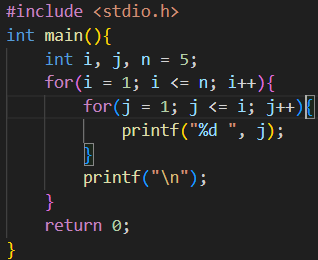 #include <stdio.h>
int main(){
    int i, j, n = 5;
    for(i = 1; i <= n; i++){
        for(j = 1; j <= i; j++){
            printf("%d ", j);
        }
        printf("\n");
    }
    return 0;
}